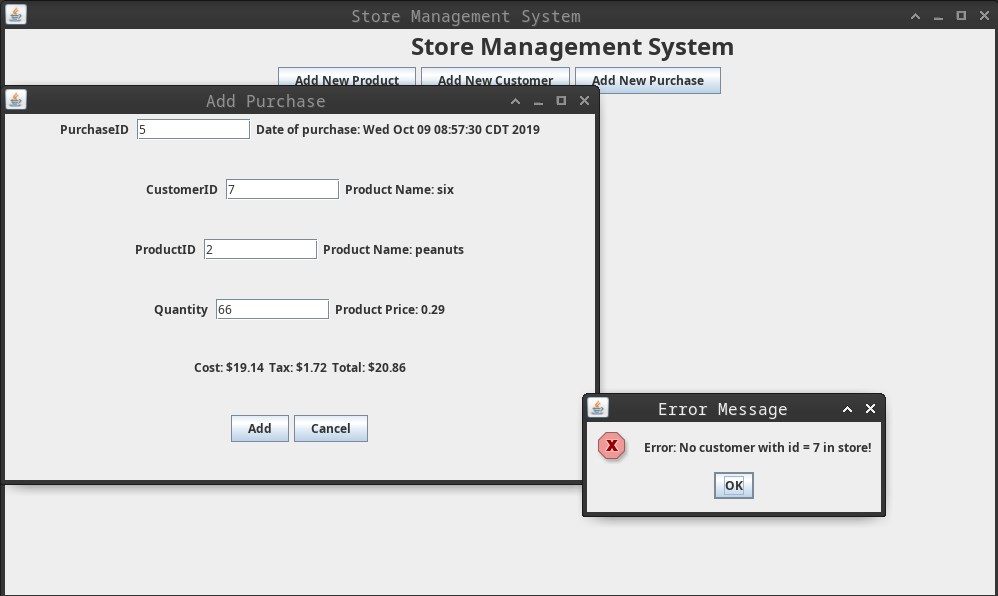 Store Management System
Store Management System
Add New Product Add New Customer Add New Purchase
Add Purchase
PurchaseID 5 Date of purchase: Wed Oct 09 08:57:30 CDT 2019
CustomerID 7 Product Name: six
ProductID 2 Product Name: peanuts
Quantity 66 Product Price: 0.29
Cost: $19.14 Tax: $1.72 Total: $20.86
Add Cancel
Error Message
Error: No customer with id = 7 in store!
OK